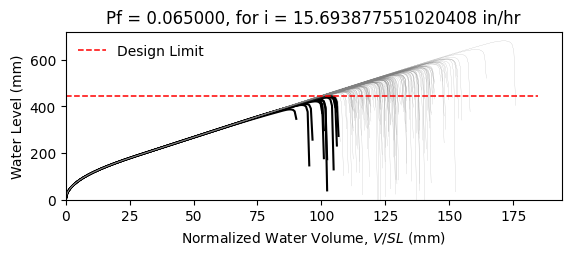 Pf = 0.065000, for i = 15.693877551020408 in/hr
Design Limit
Water Level (mm)
600
400
200
0
0 25 50 75 100 125 150 175
Normalized Water Volume, V/SL (mm)